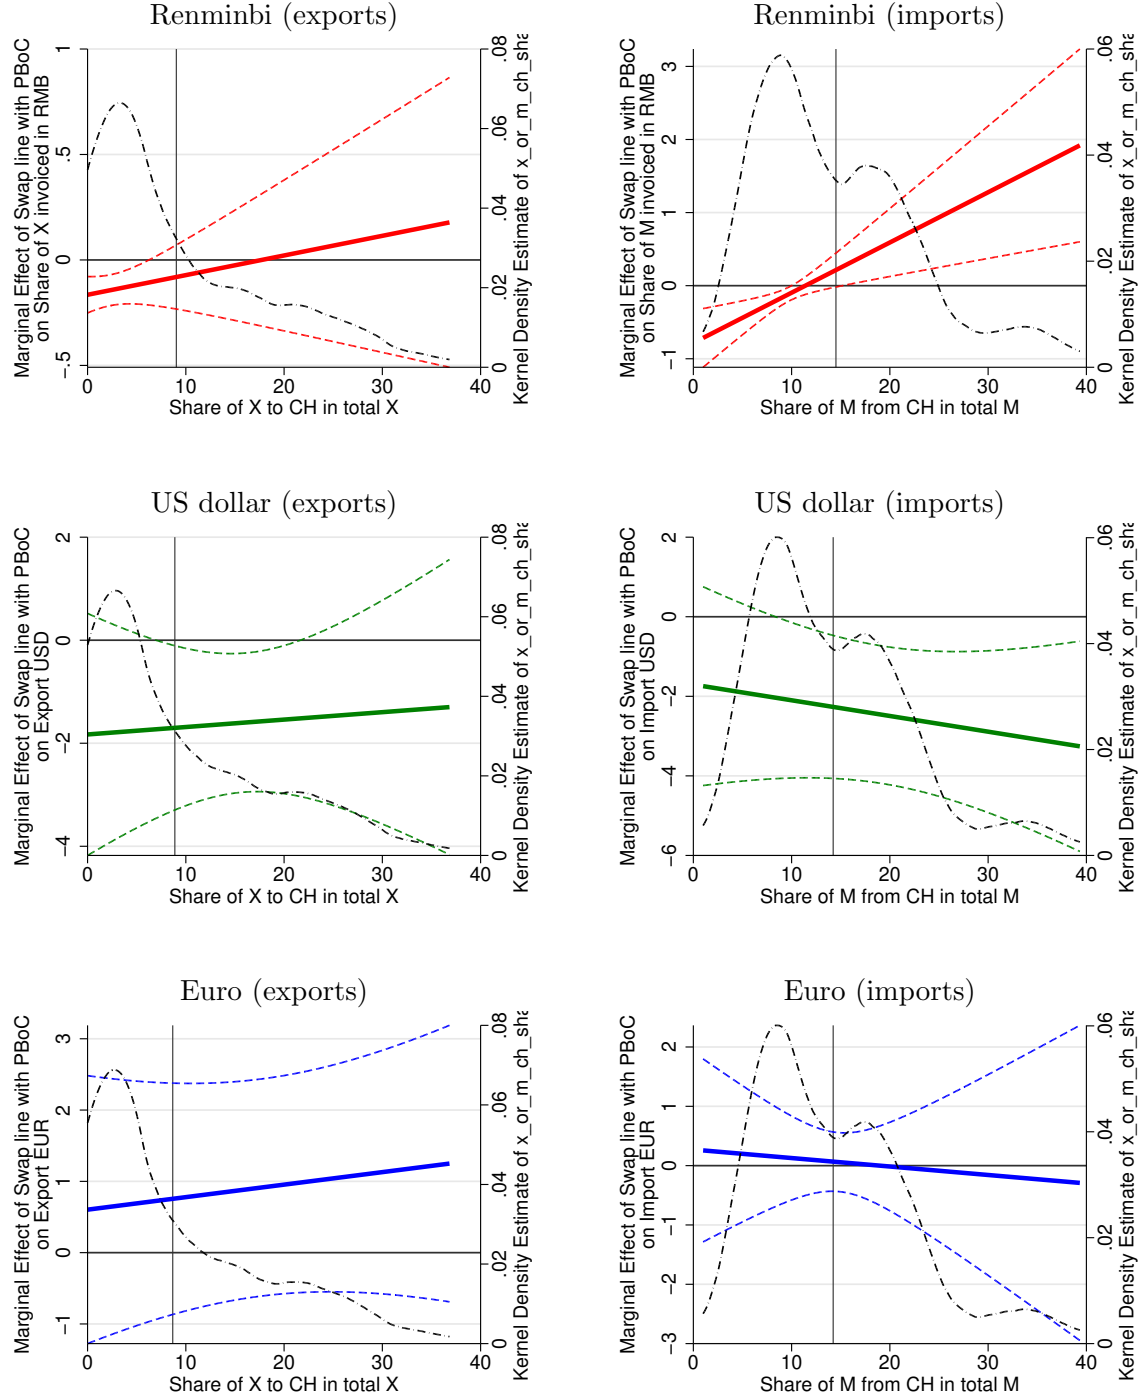 Renminbi (exports)
Marginal Effect of Swap line with PBoC
on Share of X invoiced in RMB
1
.5
0
-.5
.08
.06
.04
.02
0
Kernel Density Estimate of x_or_m_ch_sha
0 10 20 30 40
Share of X to CH in total X
Renminbi (imports)
Marginal Effect of Swap line with PBoC
on Share of M invoiced in RMB
3
2
1
0
-1
.06
.04
.02
0
Kernel Density Estimate of x_or_m_ch_sha
0 10 20 30 40
Share of M from CH in total M
US dollar (exports)
Marginal Effect of Swap line with PBoC
on Export USD
2
0
-2
-4
.08
.06
.04
.02
0
Kernel Density Estimate of x_or_m_ch_sha
0 10 20 30 40
Share of X to CH in total X
US dollar (imports)
Marginal Effect of Swap line with PBoC
on Import USD
2
0
-2
-4
-6
.06
.04
.02
0
Kernel Density Estimate of x_or_m_ch_sha
0 10 20 30 40
Share of M from CH in total M
Euro (exports)
Marginal Effect of Swap line with PBoC
on Export EUR
3
2
1
0
-1
.08
.06
.04
.02
0
Kernel Density Estimate of x_or_m_ch_sha
0 10 20 30 40
Share of X to CH in total X
Euro (imports)
Marginal Effect of Swap line with PBoC
on Import EUR
2
1
0
-1
-2
-3
.06
.04
.02
0
Kernel Density Estimate of x_or_m_ch_sha
0 10 20 30 40
Share of M from CH in total M